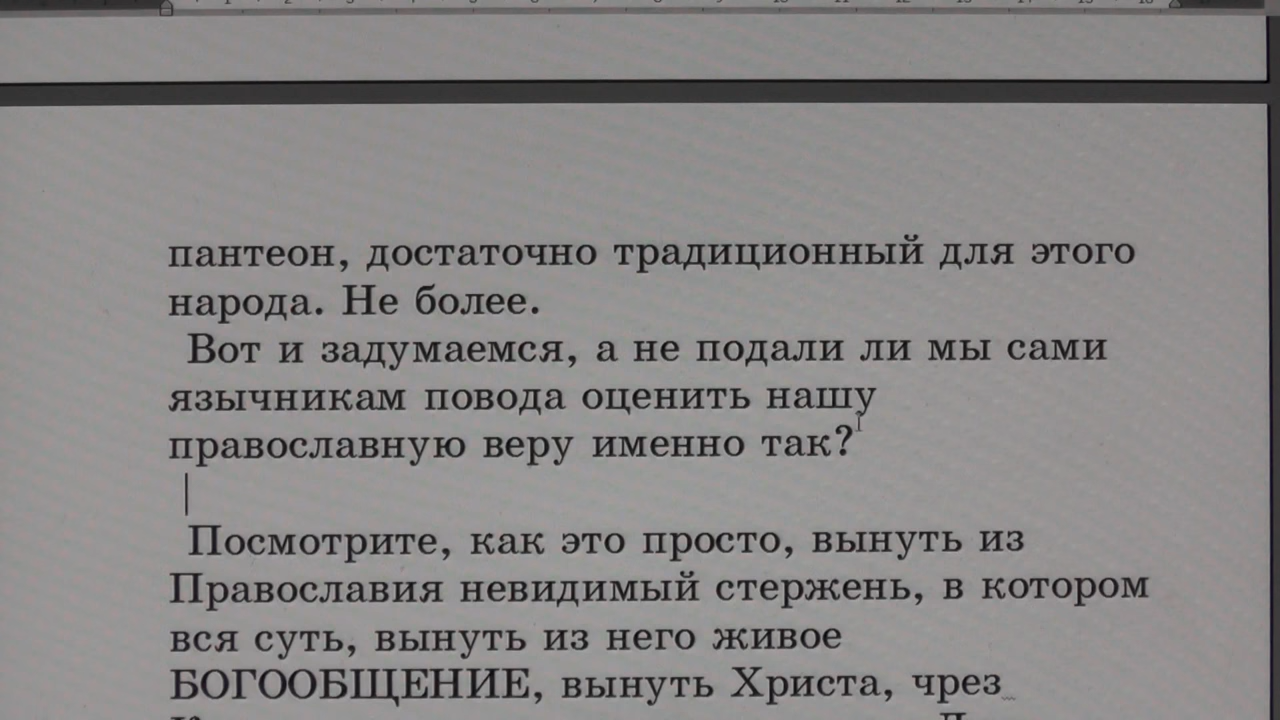 пантеон, достаточно традиционный для этого
народа. Не более.
Вот и задумаемся, а не подали ли мы сами
язычникам повода оценить нашу
православную веру именно так?
Посмотрите, как это просто, вынуть из
Православия невидимый стержень, в котором
вся суть, вынуть из него живое
БОГООБЩЕНИЕ, вынуть Христа, чрез